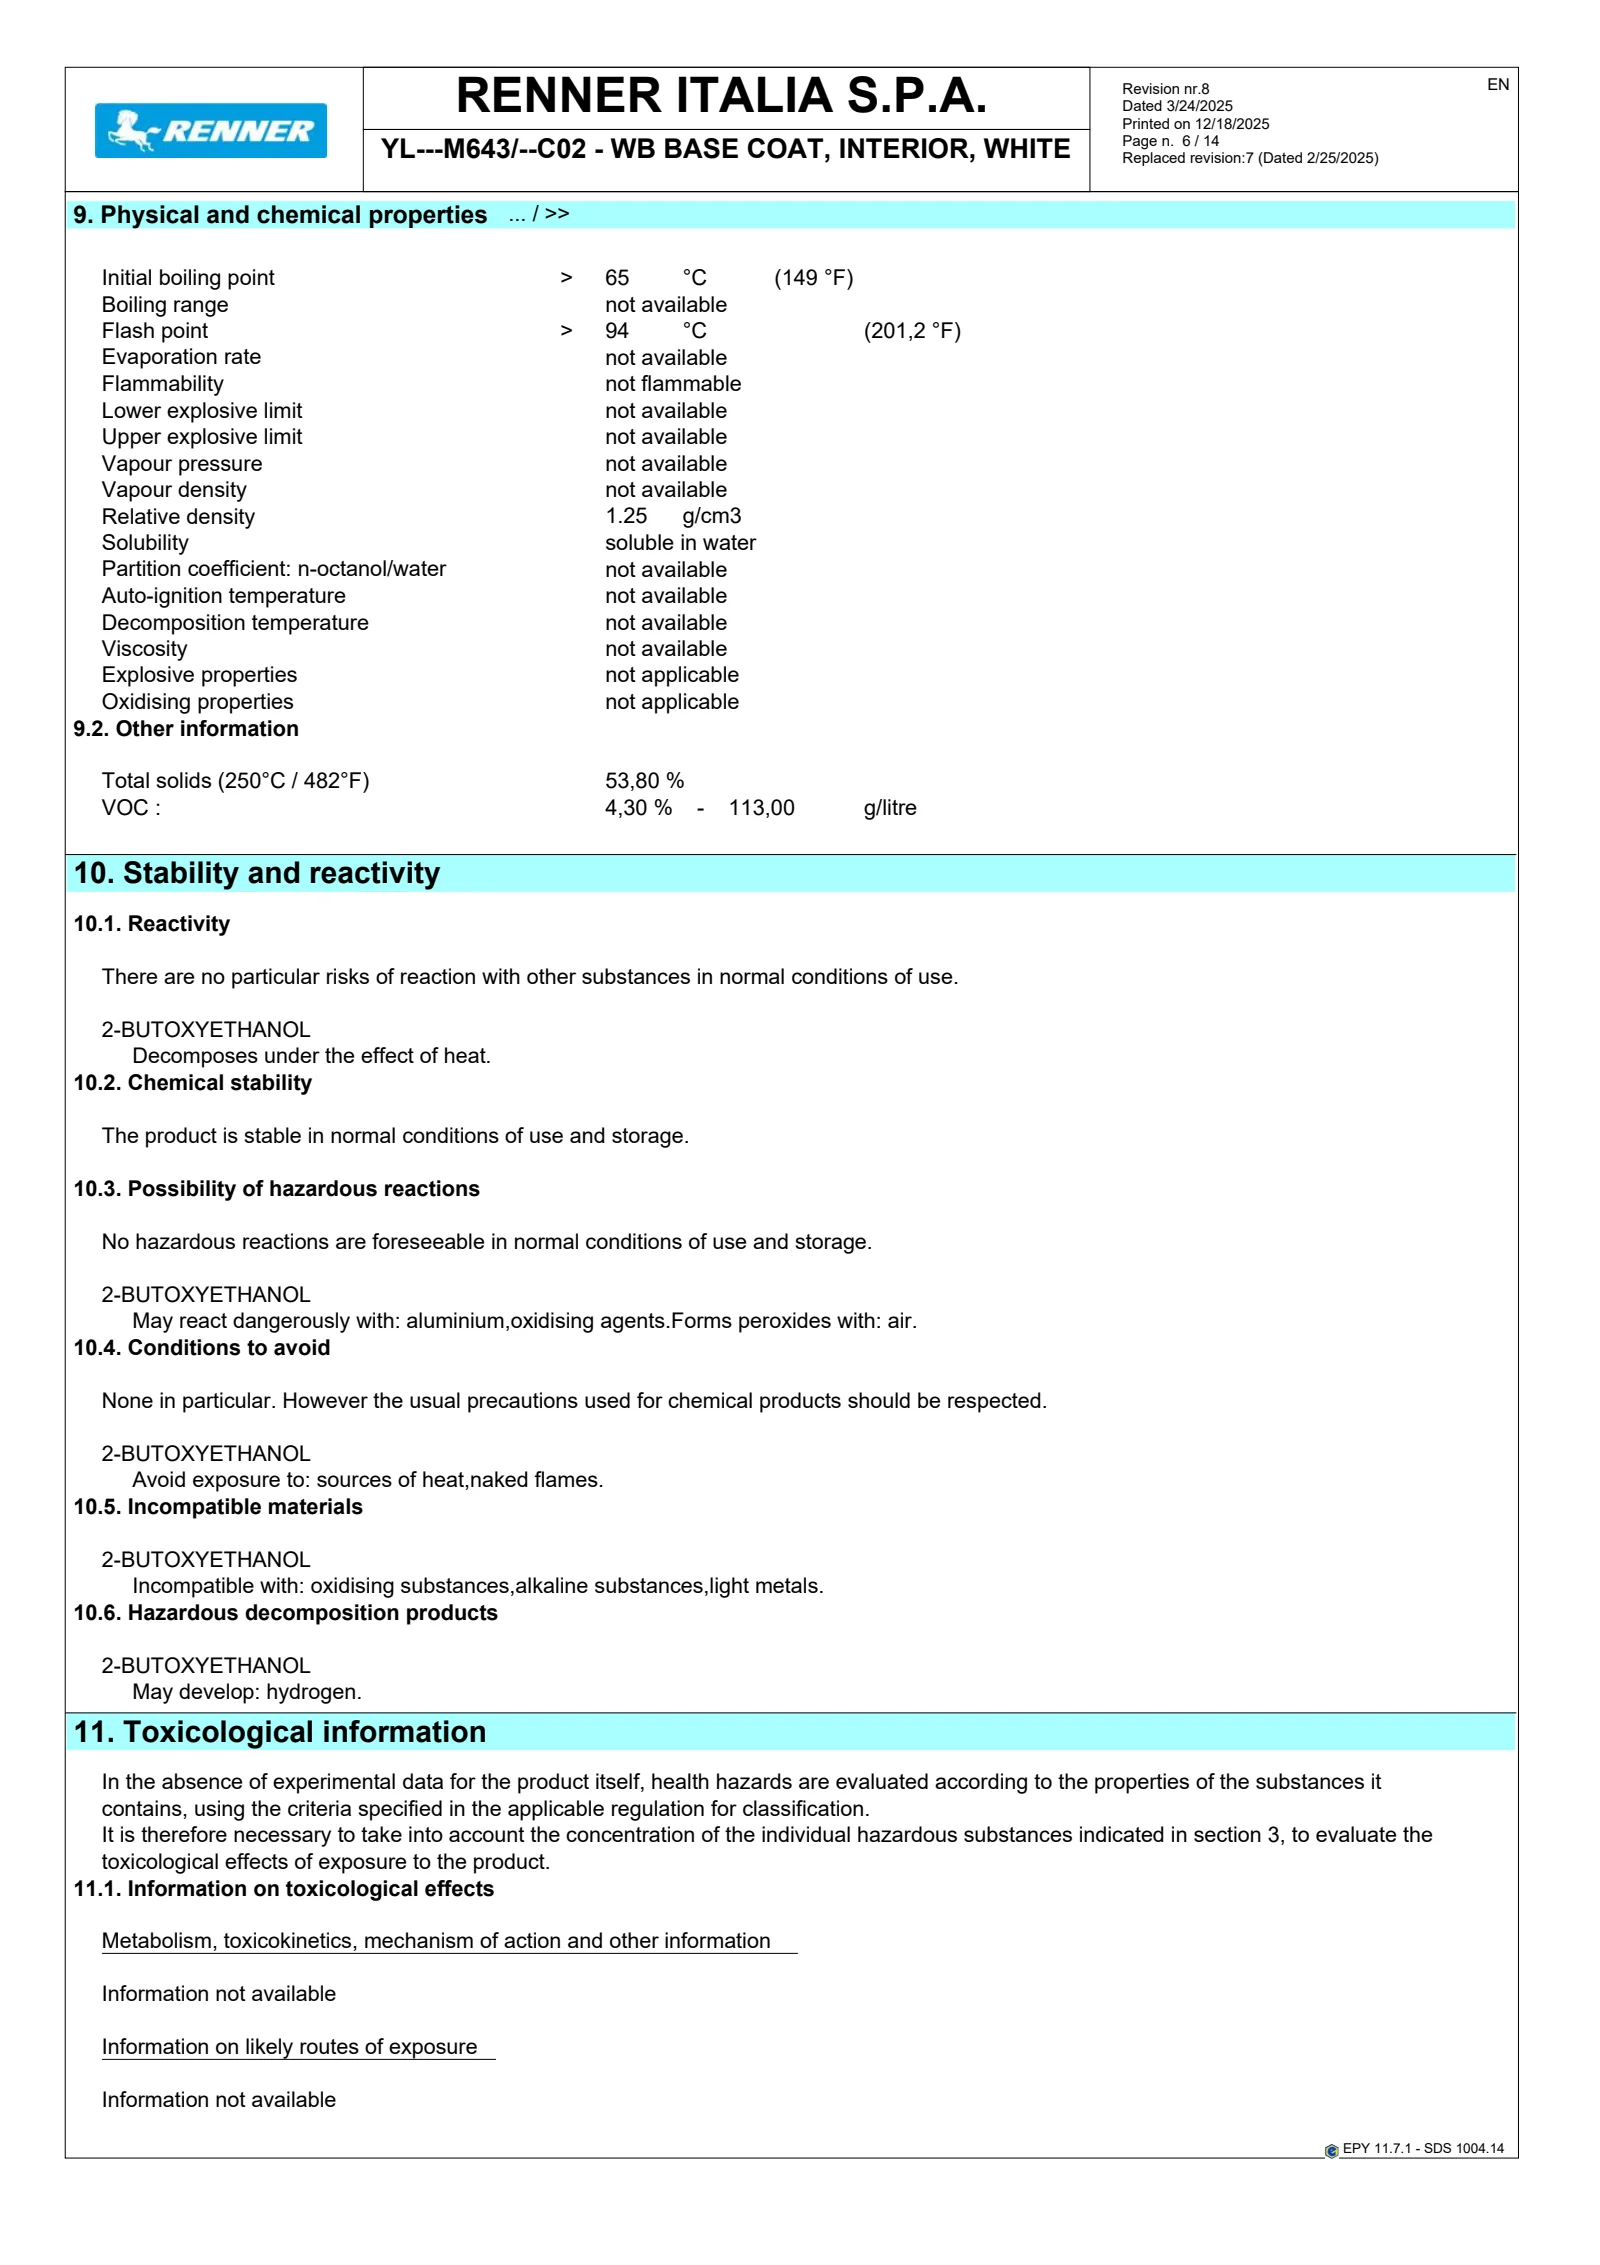 RENNER
RENNER ITALIA S.P.A.
YL---M643/--C02 - WB BASE COAT, INTERIOR, WHITE
Revision nr.8
Dated 3/24/2025
Printed on 12/18/2025
Page n. 6 / 14
Replaced revision:7 (Dated 2/25/2025)
EN
9. Physical and chemical properties ... / >>
Initial boiling point > 65 °C (149 °F)
Boiling range not available
Flash point > 94 °C (201,2 °F)
Evaporation rate not available
Flammability not flammable
Lower explosive limit not available
Upper explosive limit not available
Vapour pressure not available
Vapour density not available
Relative density 1.25 g/cm3
Solubility soluble in water
Partition coefficient: n-octanol/water not available
Auto-ignition temperature not available
Decomposition temperature not available
Viscosity not available
Explosive properties not applicable
Oxidising properties not applicable
9.2. Other information
Total solids (250°C / 482°F) 53,80 %
VOC : 4,30 % - 113,00 g/litre
10. Stability and reactivity
10.1. Reactivity
There are no particular risks of reaction with other substances in normal conditions of use.
2-BUTOXYETHANOL
Decomposes under the effect of heat.
10.2. Chemical stability
The product is stable in normal conditions of use and storage.
10.3. Possibility of hazardous reactions
No hazardous reactions are foreseeable in normal conditions of use and storage.
2-BUTOXYETHANOL
May react dangerously with: aluminium,oxidising agents.Forms peroxides with: air.
10.4. Conditions to avoid
None in particular. However the usual precautions used for chemical products should be respected.
2-BUTOXYETHANOL
Avoid exposure to: sources of heat,naked flames.
10.5. Incompatible materials
2-BUTOXYETHANOL
Incompatible with: oxidising substances,alkaline substances,light metals.
10.6. Hazardous decomposition products
2-BUTOXYETHANOL
May develop: hydrogen.
11. Toxicological information
In the absence of experimental data for the product itself, health hazards are evaluated according to the properties of the substances it
contains, using the criteria specified in the applicable regulation for classification.
It is therefore necessary to take into account the concentration of the individual hazardous substances indicated in section 3, to evaluate the
toxicological effects of exposure to the product.
11.1. Information on toxicological effects
Metabolism, toxicokinetics, mechanism of action and other information
Information not available
Information on likely routes of exposure
Information not available
EPY 11.7.1 - SDS 1004.14